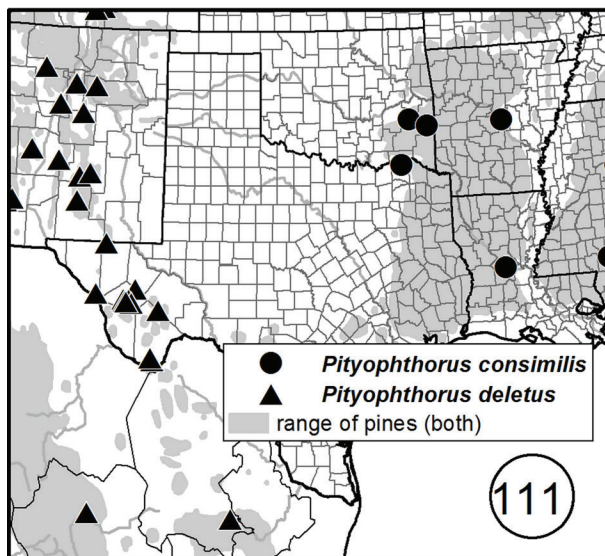 Pityophthorus consimilis
Pityophthorus deletus
range of pines (both)
111